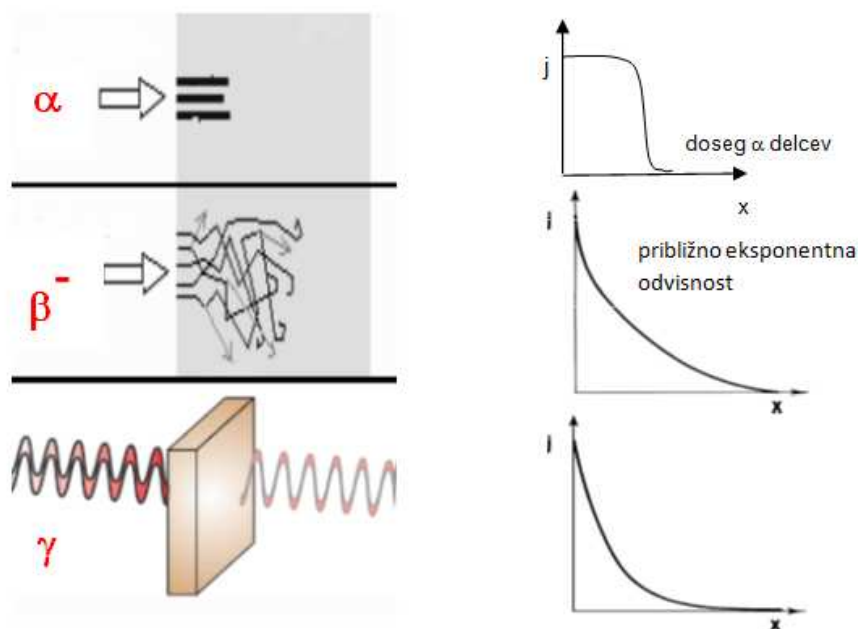 α
j
doseg α delcev
x
β⁻
j
približno eksponentna
odvisnost
x
γ
j
x